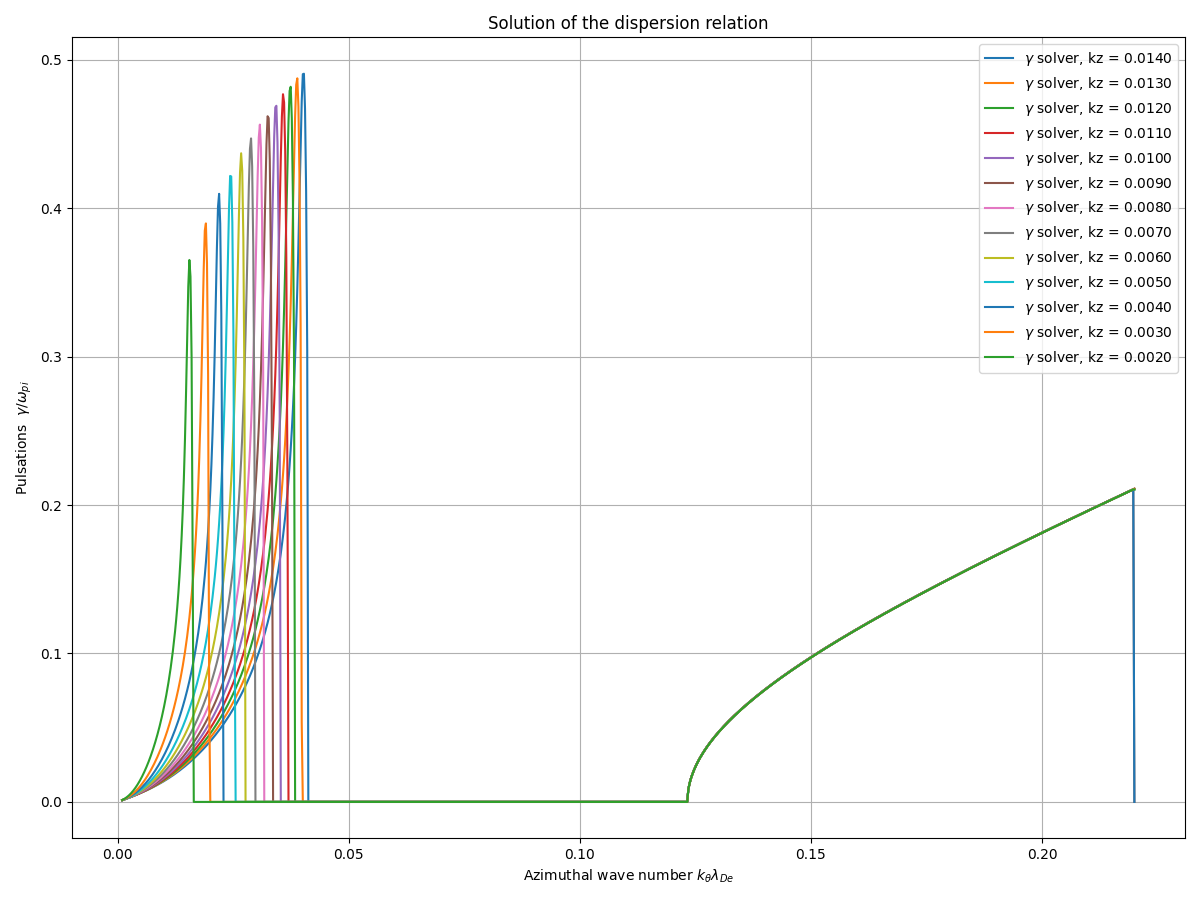 Solution of the dispersion relation
γ solver, kz = 0.0140
γ solver, kz = 0.0130
γ solver, kz = 0.0120
γ solver, kz = 0.0110
γ solver, kz = 0.0100
γ solver, kz = 0.0090
γ solver, kz = 0.0080
γ solver, kz = 0.0070
γ solver, kz = 0.0060
γ solver, kz = 0.0050
γ solver, kz = 0.0040
γ solver, kz = 0.0030
γ solver, kz = 0.0020
Pulsations γ/ω_{pi}
0.5
0.4
0.3
0.2
0.1
0.0
0.00 0.05 0.10 0.15 0.20
Azimuthal wave number k_θλ_{De}